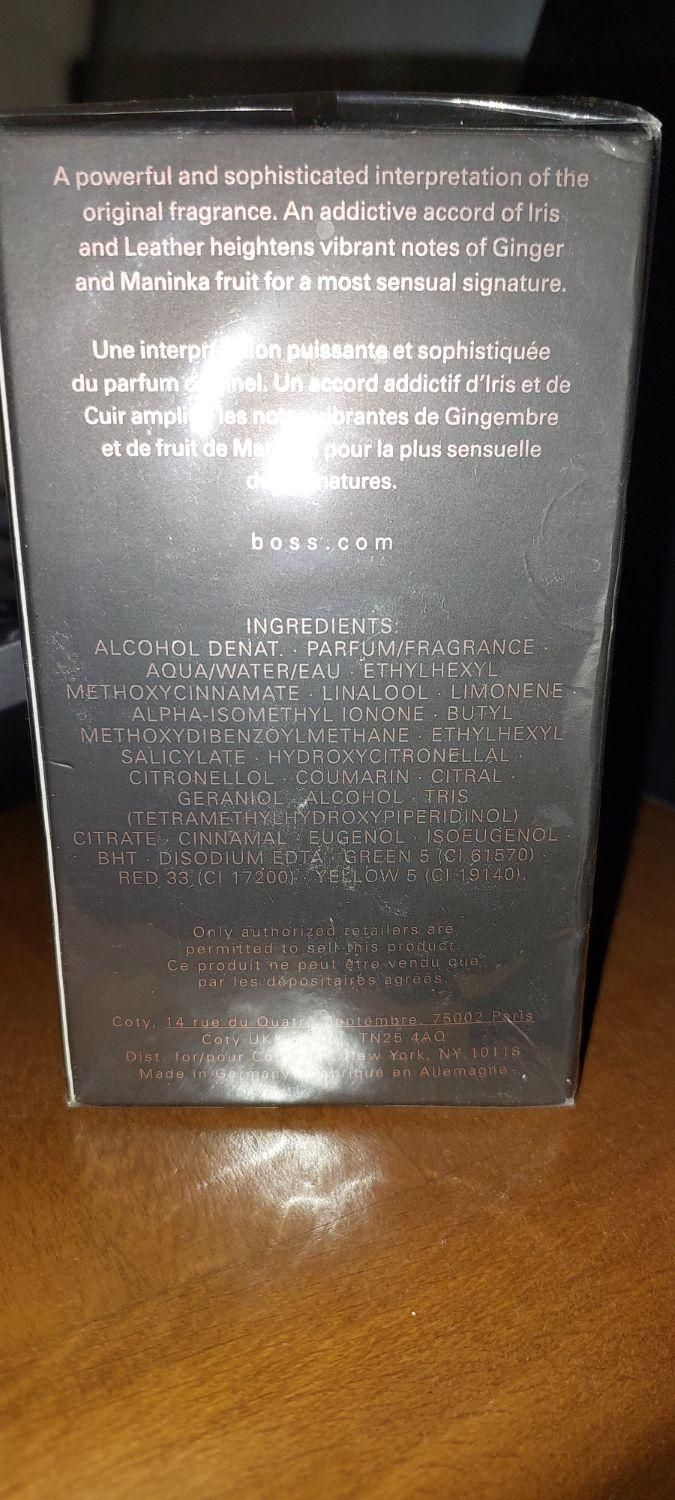 A powerful and sophisticated interpretation of the
original fragrance. An addictive accord of Iris
and Leather heightens vibrant notes of Ginger
and Maninka fruit for a most sensual signature.
Une puissante et sophistiquée
du parfum Un accord addictif d'Iris et de
Cuir les vibrantes de Gingembre
et de fruit de pour la plus sensuelle
boss.com
INGREDIENTS:
ALCOHOL DENAT. · PARFUM/FRAGRANCE ·
AQUA/WATER/EAU · ETHYLHEXYL
METHOXYCINNAMATE · LINALOOL · LIMONENE ·
ALPHA-ISOMETHYL IONONE · BUTYL
METHOXYDIBENZOYLMETHANE · ETHYLHEXYL
SALICYLATE · HYDROXYCITRONELLAL ·
CITRONELLOL · COUMARIN · CITRAL ·
GERANIOL · ALCOHOL · TRIS
(TETRAMETHYLHYDROXYPIPERIDINOL)
CITRATE · CINNAMAL · EUGENOL · ISOEUGENOL ·
BHT · DISODIUM EDTA · GREEN 5 (CI 61570) ·
RED 33 (CI 17200) · YELLOW 5 (CI 19140).
Only authorized retailers are
permitted to sell this product.
Ce produit ne peut être vendu que
par les dépositaires agréés.
Coty, 14 rue du Quatre Septembre, 75002 Paris
Coty TN25 4AQ
Dist. for/pour New York, NY 10118
Made in Germany en Allemagne